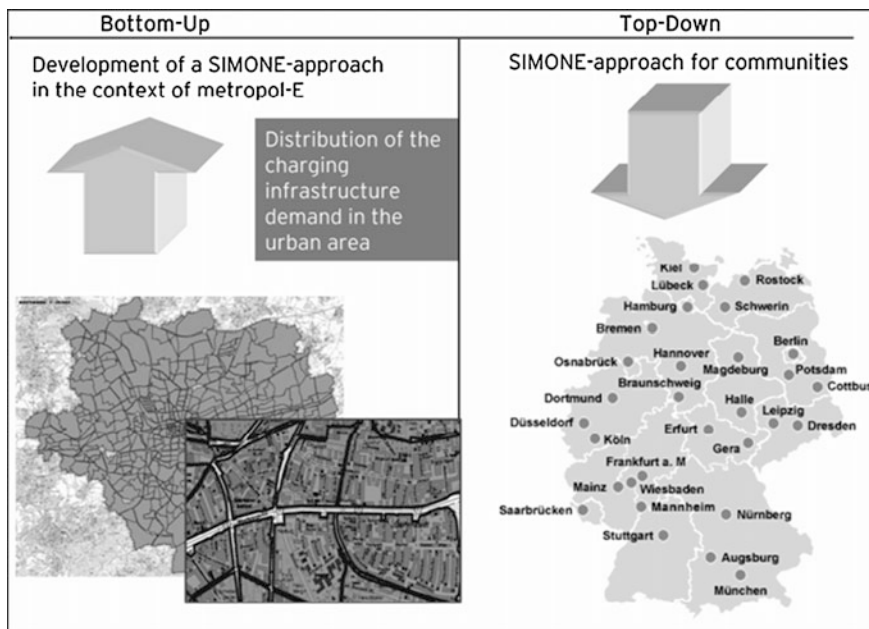 Bottom-Up
Development of a SIMONE-approach
in the context of metropol-E
Distribution of the
charging
infrastructure
demand in the
urban area
Top-Down
SIMONE-approach for communities
Kiel
Rostock
Lübeck
Hamburg
Schwerin
Bremen
Berlin
Hannover
Osnabrück
Magdeburg
Potsdam
Braunschweig
Cottbus
Dortmund
Halle
Leipzig
Düsseldorf
Erfurt
Dresden
Köln
Gera
Frankfurt a. M
Mainz
Wiesbaden
Saarbrücken
Mannheim
Nürnberg
Stuttgart
Augsburg
München